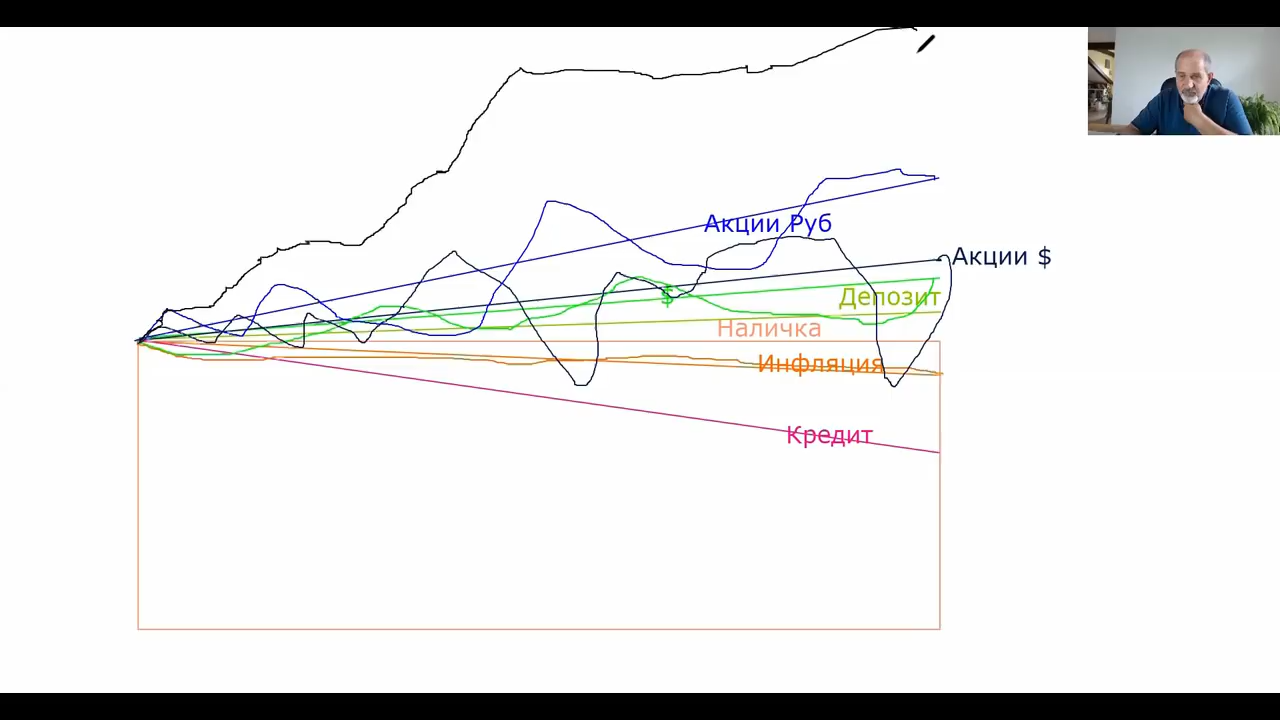 Акции Руб
Акции $
$
Депозит
Наличка
Инфляция
Кредит